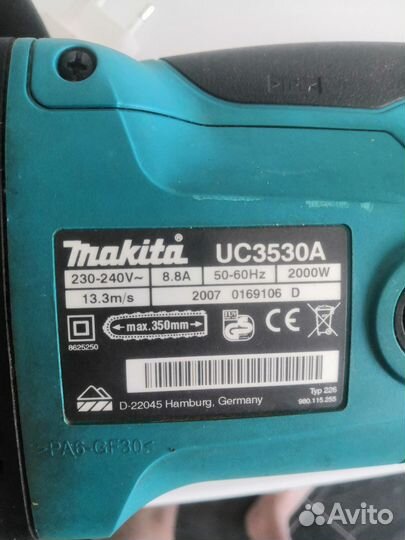 makita UC3530A
230-240V~ 8.8A 50-60Hz 2000W
13.3m/s 2007 0169106 D
max.350mm
8625250
D-22045 Hamburg, Germany
Typ 226
980.115.255
>PA6-GF30<
Avito